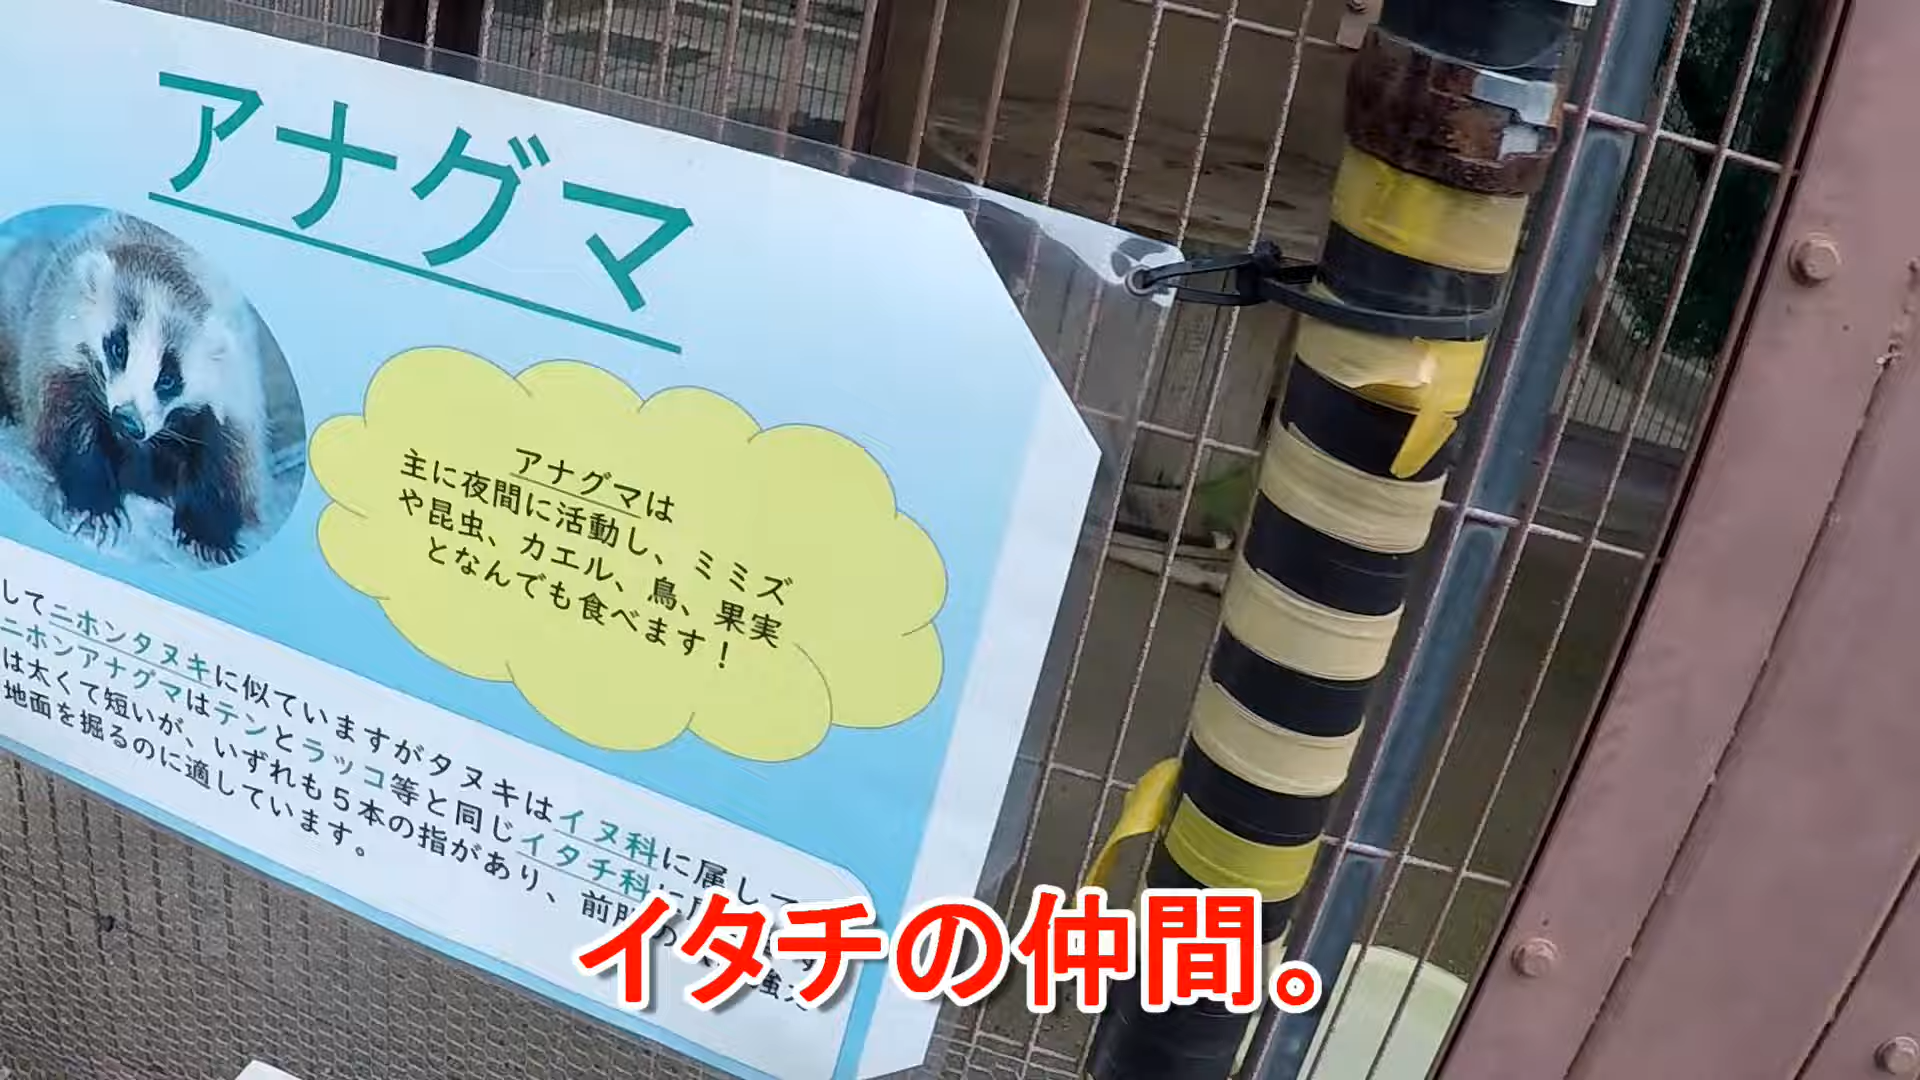 アナグマ
アナグマは
主に夜間に活動し、ミミズ
や昆虫、カエル、鳥、果実
となんでも食べます！
してニホンタヌキに似ていますがタヌキはイヌ科に属して
ニホンアナグマはテンとラッコ等と同じイタチ科に
は太くて短いが、いずれも５本の指があり、前
地面を掘るのに適しています。
イタチの仲間。